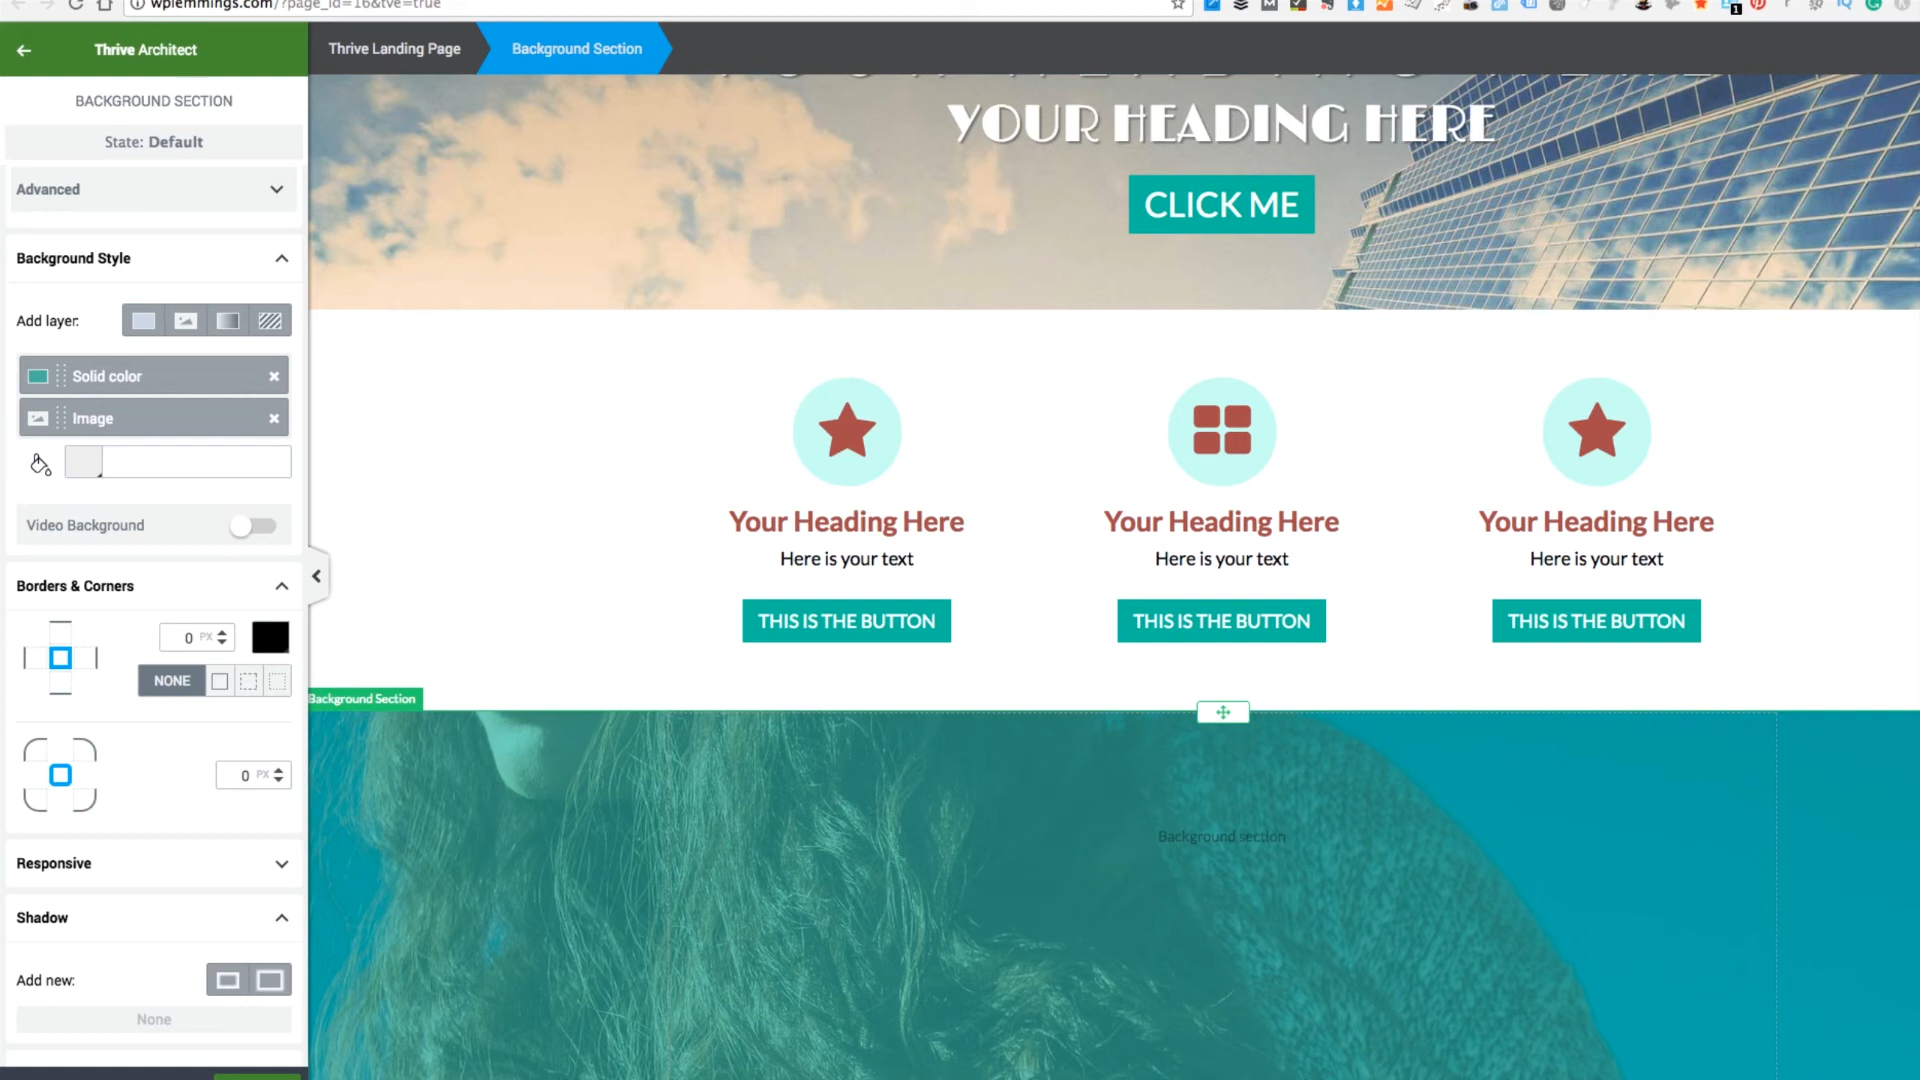 wplemmings.com/?page_id=16&tve=true
1
Thrive Architect
Thrive Landing Page
Background Section
BACKGROUND SECTION
State: Default
Advanced
Background Style
Add layer:
Solid color
Image
Video Background
Borders & Corners
0 PX
NONE
0 PX
Responsive
Shadow
Add new:
None
YOUR HEADING HERE
CLICK ME
Your Heading Here
Here is your text
THIS IS THE BUTTON
Your Heading Here
Here is your text
THIS IS THE BUTTON
Your Heading Here
Here is your text
THIS IS THE BUTTON
Background Section
Background section